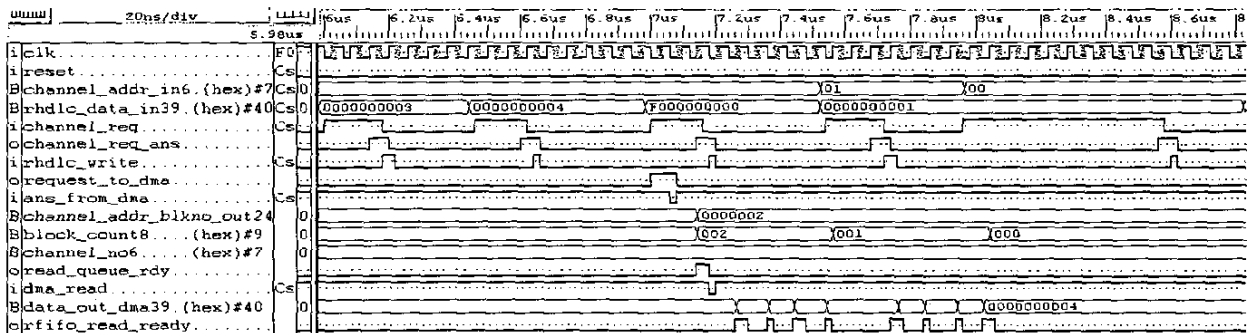 20ns/div
5.98us
6us 6.2us 6.4us 6.6us 6.8us 7us 7.2us 7.4us 7.6us 7.8us 8us 8.2us 8.4us 8.6us 8
i clk F0
i reset Cs
B channel_addr_in6.(hex)#7 Cs 0 01 00
B rhdlc_data_in39.(hex)#40 Cs 0 0000000003 0000000004 F000000000 0000000001
i channel_req Cs
o channel_req_ans
i rhdlc_write Cs
o request_to_dma
i ans_from_dma Cs
B channel_addr_blkno_out24 0 0000002
B block_count8....(hex)#9 0 002 001 000
B channel_no6....(hex)#7 0
o read_queue_rdy
i dma_read Cs
B data_out_dma39.(hex)#40 0 0000000004
o rfifo_read_ready